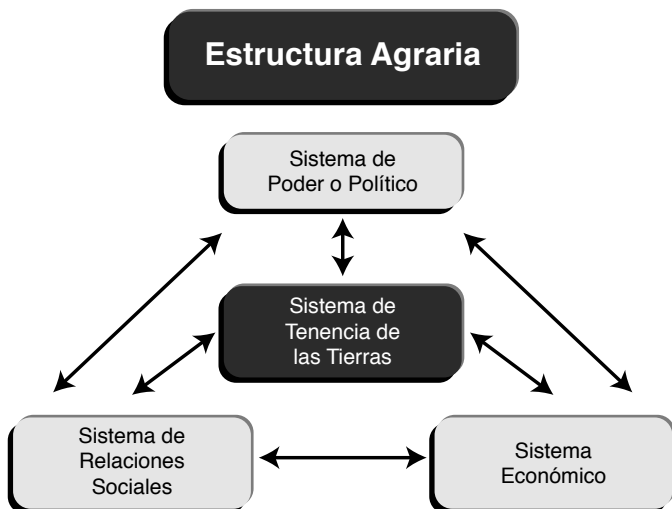 Estructura Agraria
Sistema de
Poder o Político
Sistema de
Tenencia de
las Tierras
Sistema de
Relaciones
Sociales
Sistema
Económico